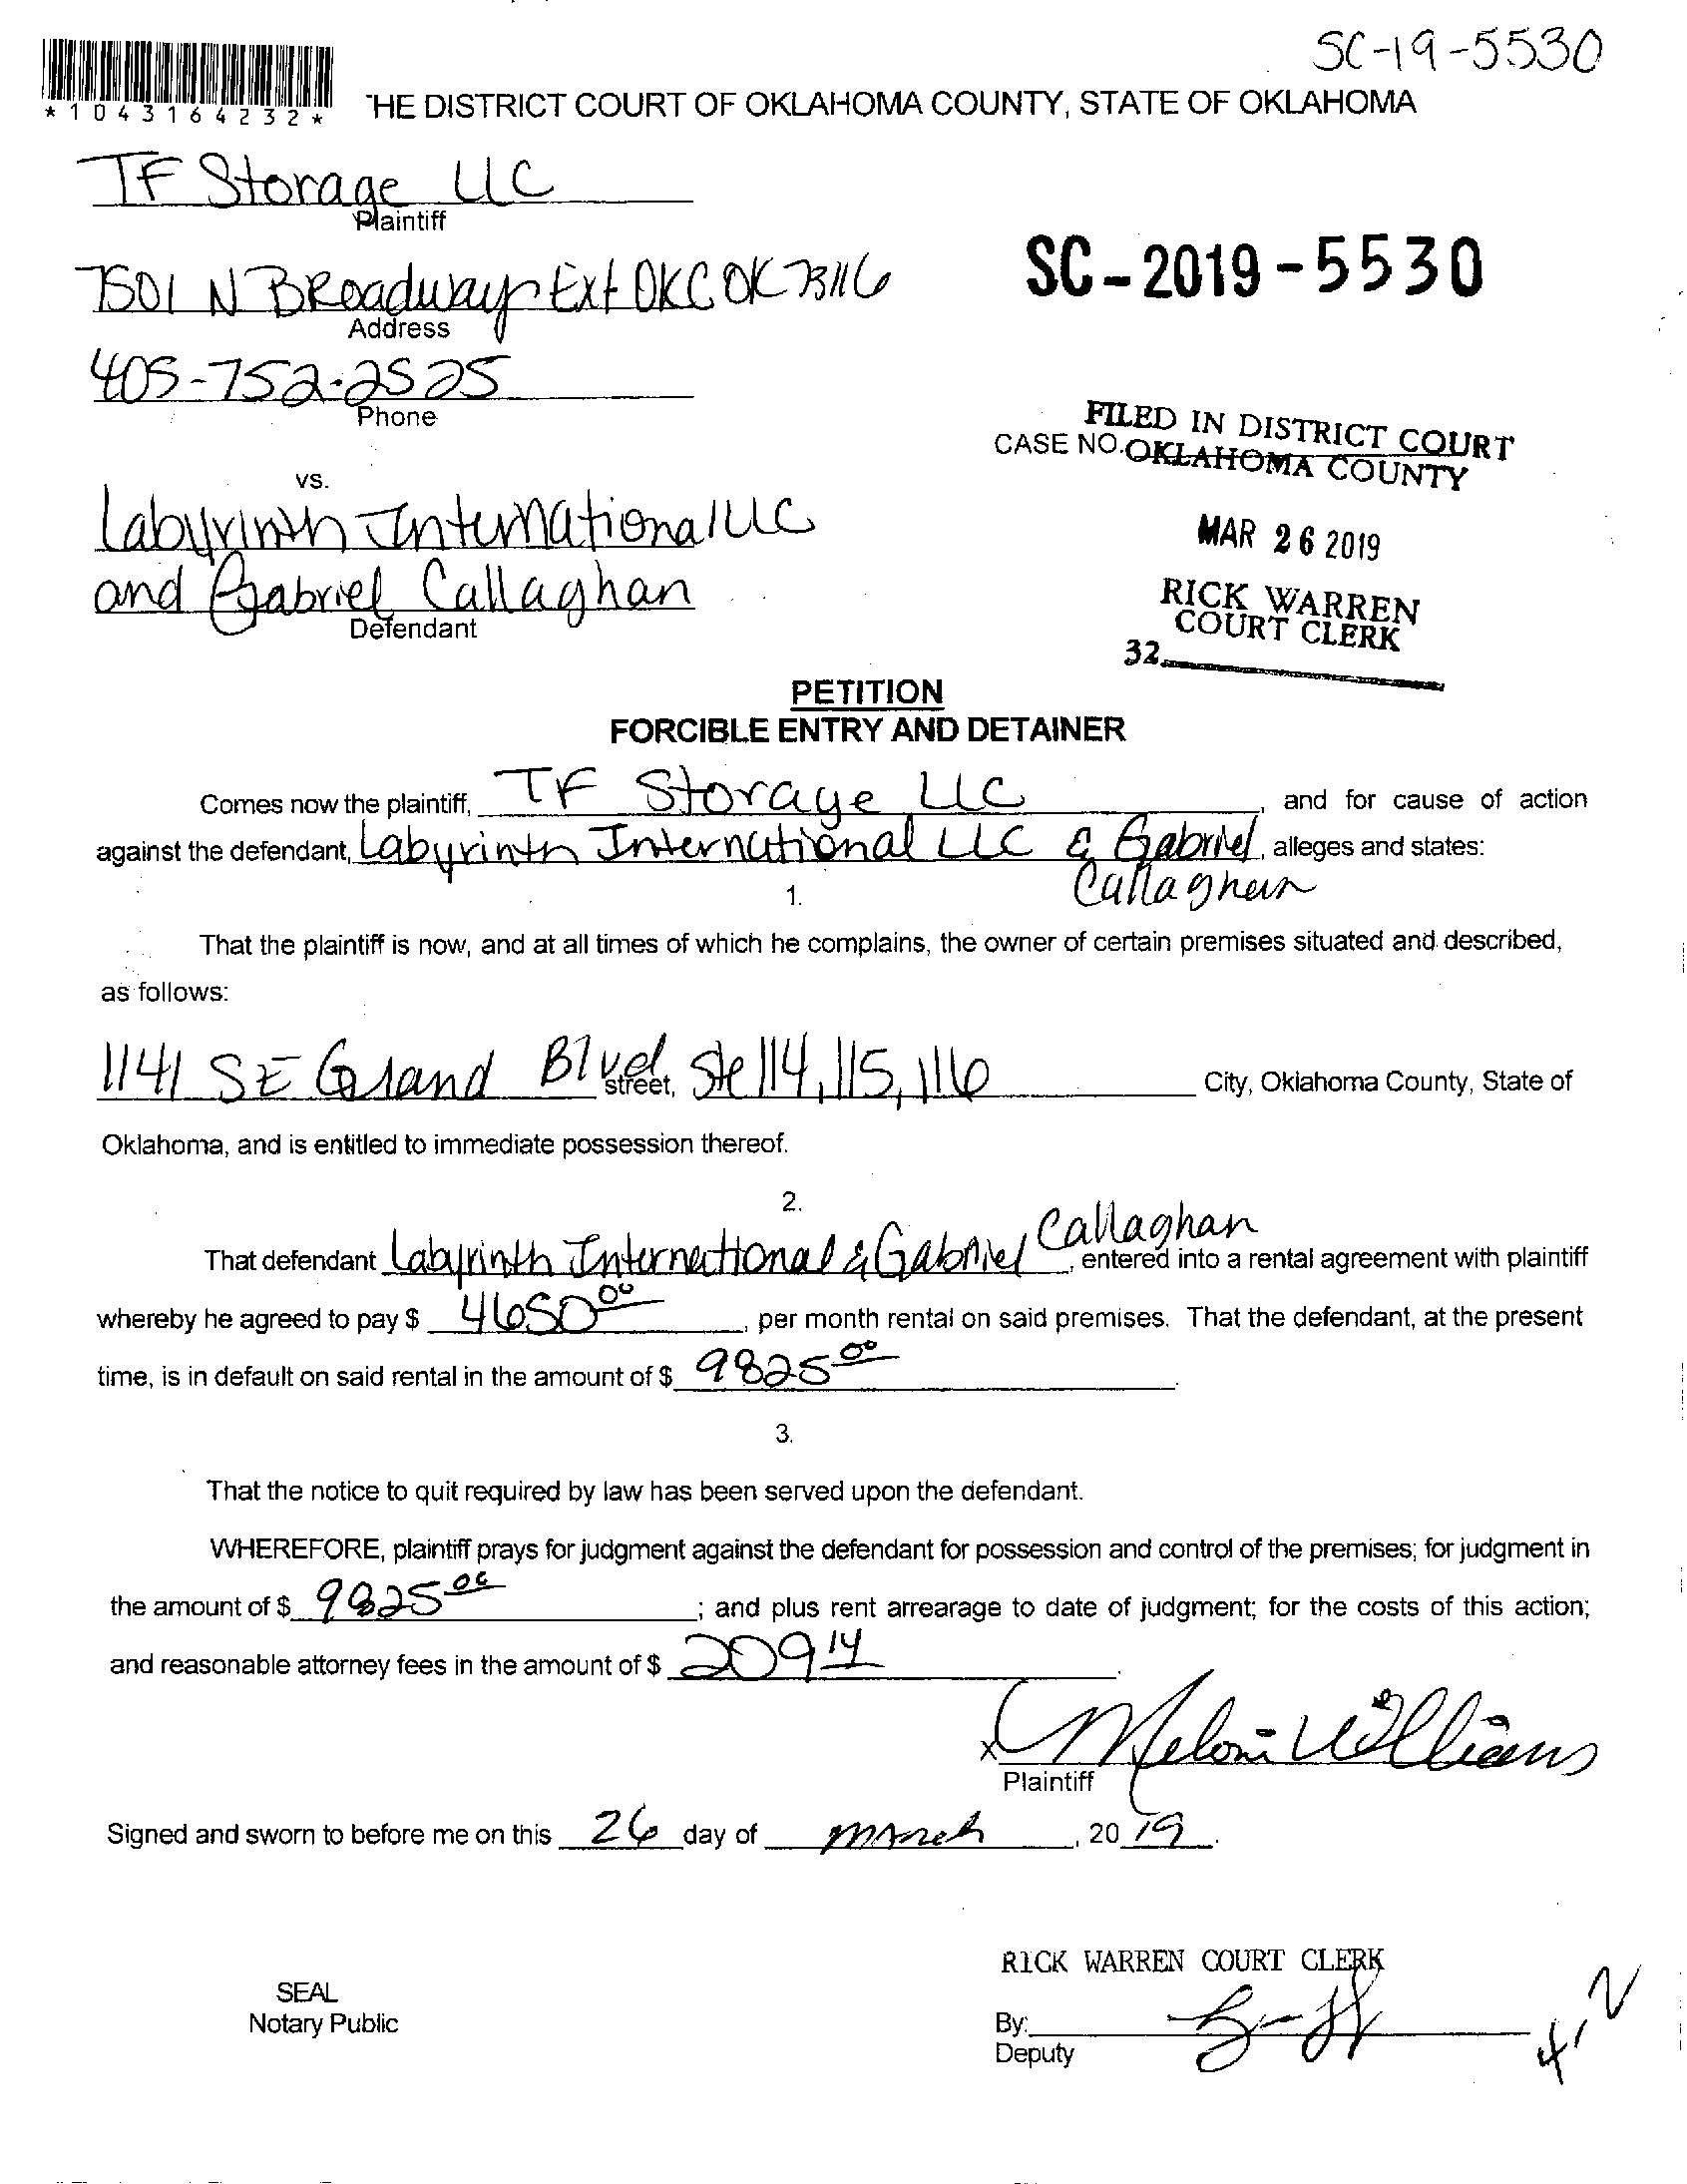 SC-19-5530
*1043164232*
THE DISTRICT COURT OF OKLAHOMA COUNTY, STATE OF OKLAHOMA
TF Storage LLC
Plaintiff
7501 N Broadway Ext OKC OK 73116
Address
SC-2019-5530
405-752-2525
Phone
FILED IN DISTRICT COURT
CASE NO. OKLAHOMA COUNTY
vs.
Labyrinth International LLC
MAR 26 2019
and Gabriel Callaghan
Defendant
RICK WARREN
COURT CLERK
32
PETITION
FORCIBLE ENTRY AND DETAINER
Comes now the plaintiff, TF Storage LLC, and for cause of action
against the defendant, Labyrinth International LLC & Gabriel, alleges and states:
Callaghan
1.
That the plaintiff is now, and at all times of which he complains, the owner of certain premises situated and described,
as follows:
1141 SE Grand Blvd street, Ste 114, 115, 116 City, Oklahoma County, State of
Oklahoma, and is entitled to immediate possession thereof.
2.
That defendant Labyrinth International & Gabriel Callaghan, entered into a rental agreement with plaintiff
whereby he agreed to pay $ 4650 00, per month rental on said premises. That the defendant, at the present
time, is in default on said rental in the amount of $ 9825 00.
3.
That the notice to quit required by law has been served upon the defendant.
WHEREFORE, plaintiff prays for judgment against the defendant for possession and control of the premises; for judgment in
the amount of $ 9825 00; and plus rent arrearage to date of judgment; for the costs of this action;
and reasonable attorney fees in the amount of $ 209 14.
x Meloni Williams
Plaintiff
Signed and sworn to before me on this 26 day of March, 2019.
RICK WARREN COURT CLERK
SEAL
Notary Public
By:
Deputy